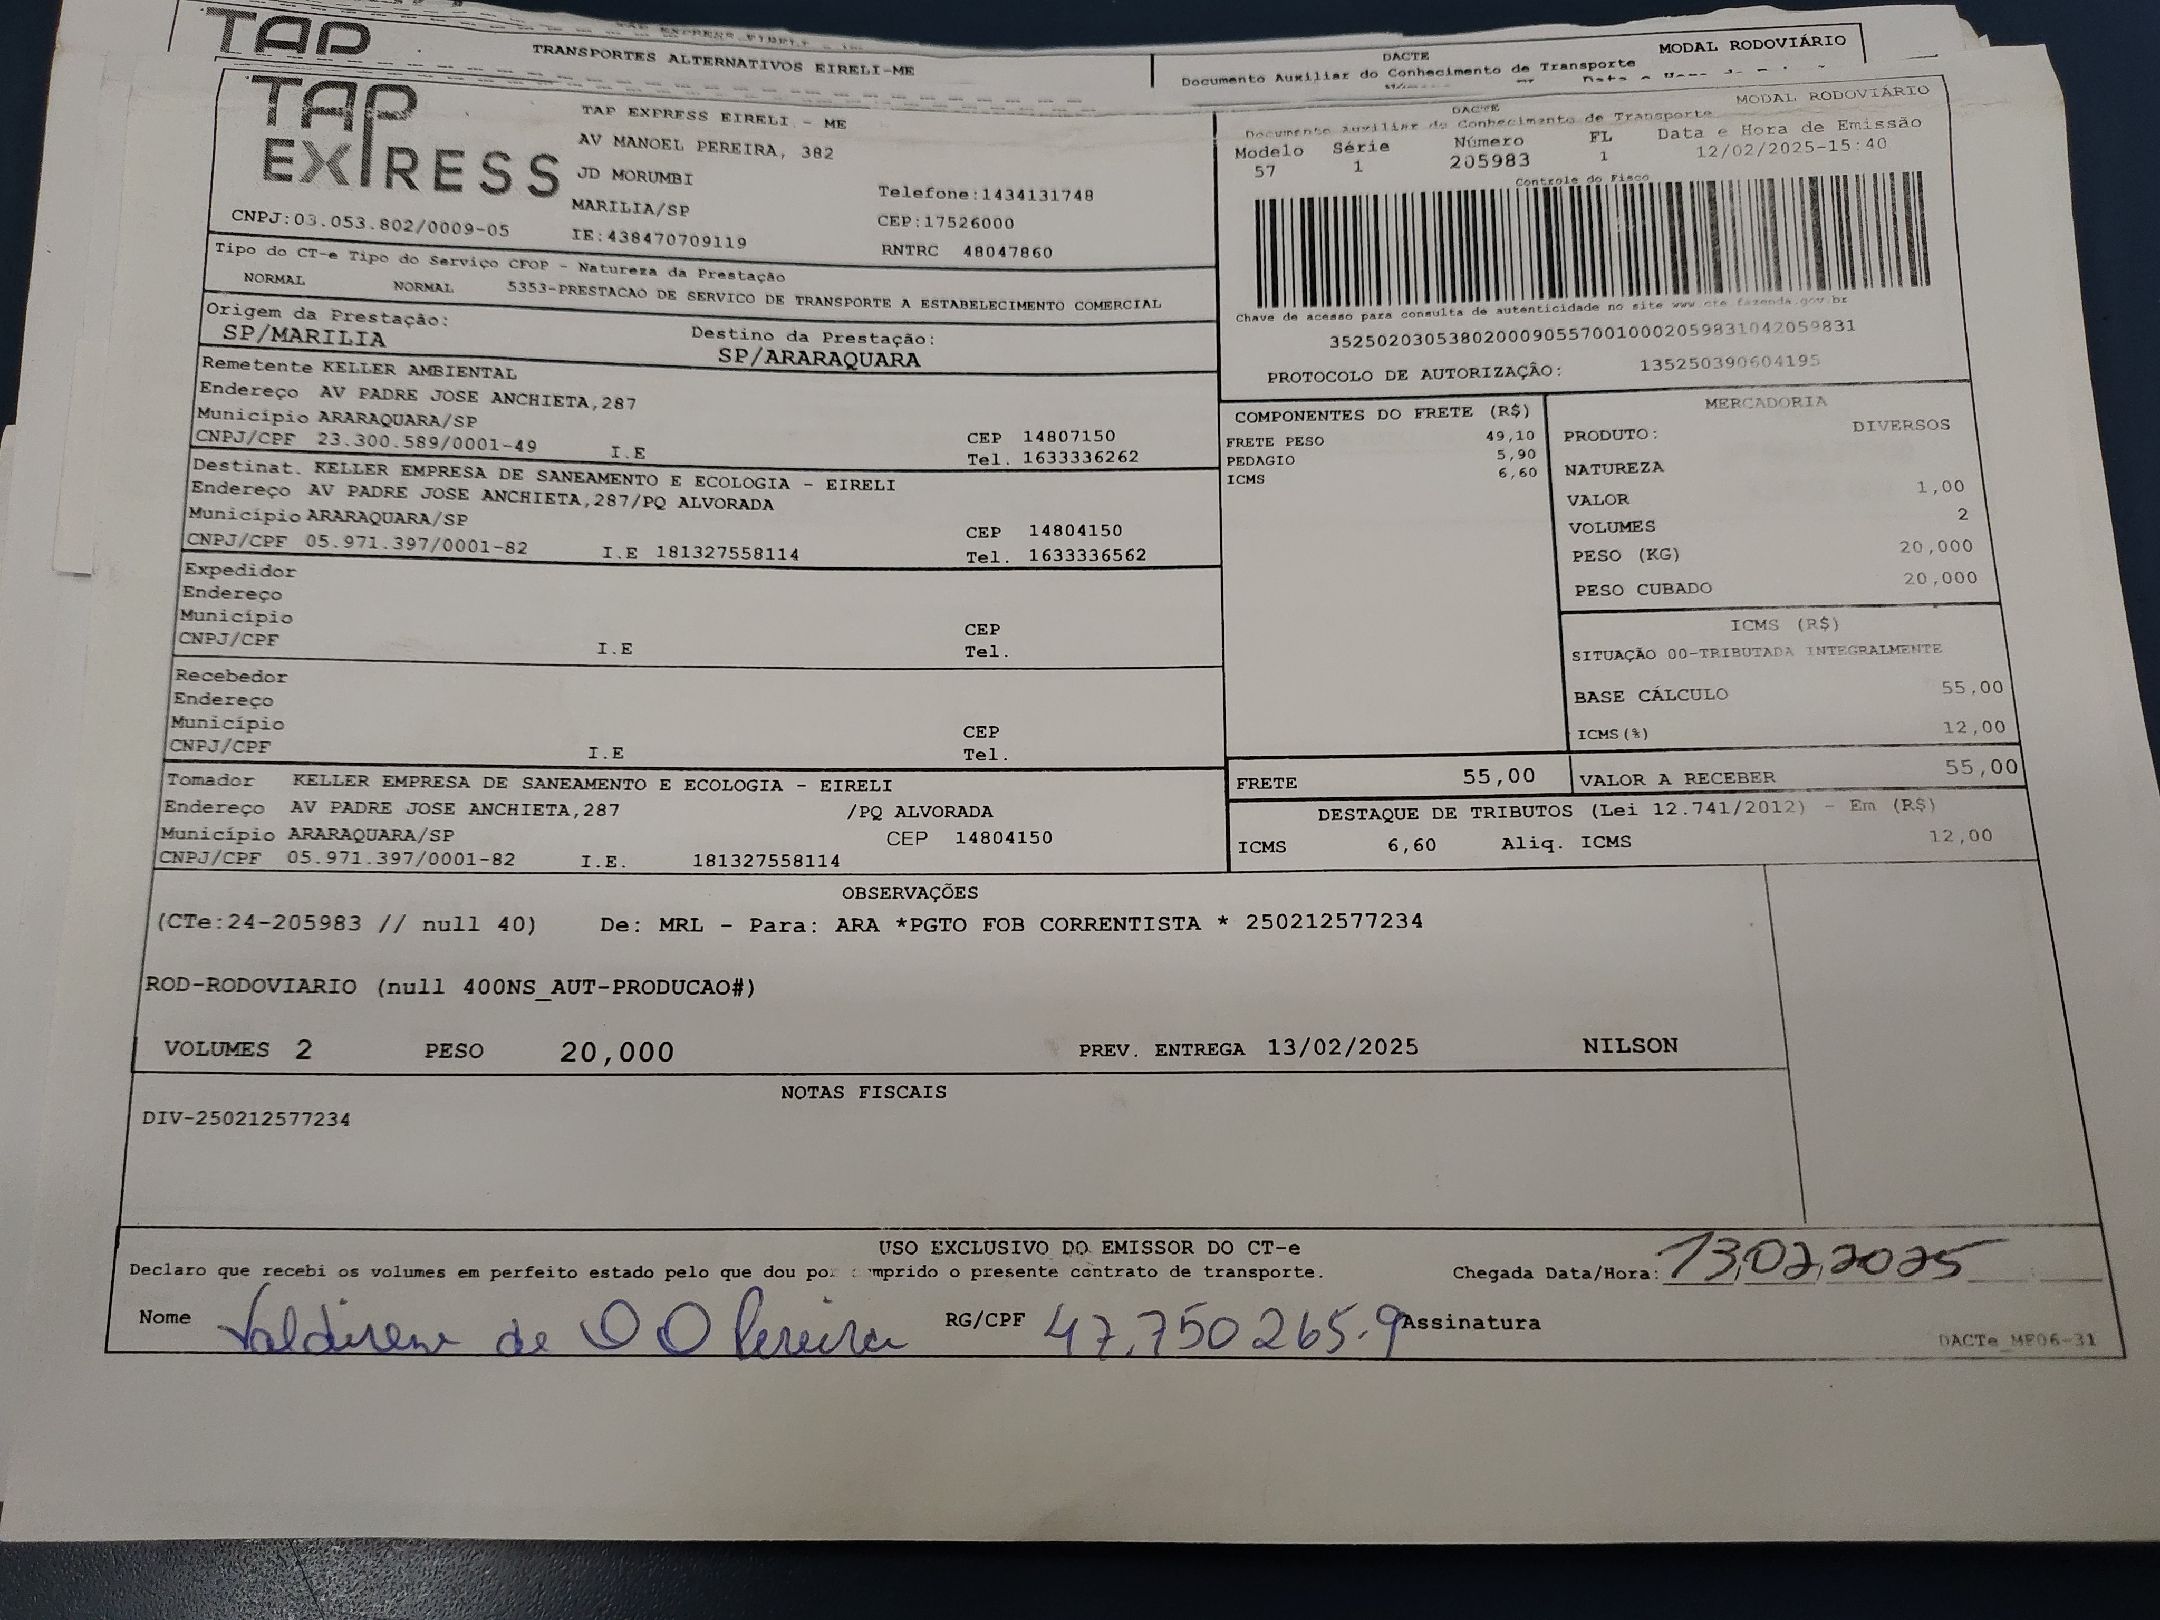 TAP
TRANSPORTES ALTERNATIVOS EIRELI-ME
DACTE
MODAL RODOVIÁRIO
Documento Auxiliar do Conhecimento de Transporte
TAP EXPRESS
TAP EXPRESS EIRELI - ME
AV MANOEL PEREIRA, 382
JD MORUMBI
MARILIA/SP
Telefone:1434131748
CEP:17526000
CNPJ:03.053.802/0009-05
IE:438470709119
RNTRC 48047860
DACTE
MODAL RODOVIÁRIO
Documento Auxiliar do Conhecimento de Transporte
Modelo Série Número FL Data e Hora de Emissão
57 1 205983 1 12/02/2025-15:40
Controle do Fisco
Chave de acesso para consulta de autenticidade no site www.cte.fazenda.gov.br
35250203053802000905570010002059831042059831
PROTOCOLO DE AUTORIZAÇÃO: 135250390604195
Tipo do CT-e Tipo do Serviço CFOP - Natureza da Prestação
NORMAL NORMAL 5353-PRESTACAO DE SERVICO DE TRANSPORTE A ESTABELECIMENTO COMERCIAL
Origem da Prestação: Destino da Prestação:
SP/MARILIA SP/ARARAQUARA
Remetente KELLER AMBIENTAL
Endereço AV PADRE JOSE ANCHIETA,287
Município ARARAQUARA/SP CEP 14807150
CNPJ/CPF 23.300.589/0001-49 I.E Tel. 1633336262
Destinat. KELLER EMPRESA DE SANEAMENTO E ECOLOGIA - EIRELI
Endereço AV PADRE JOSE ANCHIETA,287/PQ ALVORADA
Município ARARAQUARA/SP CEP 14804150
CNPJ/CPF 05.971.397/0001-82 I.E 181327558114 Tel. 1633336562
Expedidor
Endereço
Município CEP
CNPJ/CPF I.E Tel.
Recebedor
Endereço
Município CEP
CNPJ/CPF I.E Tel.
Tomador KELLER EMPRESA DE SANEAMENTO E ECOLOGIA - EIRELI
Endereço AV PADRE JOSE ANCHIETA,287 /PQ ALVORADA
Município ARARAQUARA/SP CEP 14804150
CNPJ/CPF 05.971.397/0001-82 I.E. 181327558114
COMPONENTES DO FRETE (R$)
FRETE PESO 49,10
PEDAGIO 5,90
ICMS 6,60
MERCADORIA
PRODUTO: DIVERSOS
NATUREZA
VALOR 1,00
VOLUMES 2
PESO (KG) 20,000
PESO CUBADO 20,000
ICMS (R$)
SITUAÇÃO 00-TRIBUTADA INTEGRALMENTE
BASE CÁLCULO 55,00
ICMS(%) 12,00
FRETE 55,00 VALOR A RECEBER 55,00
DESTAQUE DE TRIBUTOS (Lei 12.741/2012) - Em (R$)
ICMS 6,60 Aliq. ICMS 12,00
OBSERVAÇÕES
(CTe:24-205983 // null 40) De: MRL - Para: ARA *PGTO FOB CORRENTISTA * 250212577234
ROD-RODOVIARIO (null 400NS_AUT-PRODUCAO#)
VOLUMES 2 PESO 20,000 PREV. ENTREGA 13/02/2025 NILSON
NOTAS FISCAIS
DIV-250212577234
USO EXCLUSIVO DO EMISSOR DO CT-e
Declaro que recebi os volumes em perfeito estado pelo que dou por cumprido o presente contrato de transporte. Chegada Data/Hora: 13,02,2025
Nome Valdirene de O O Pereira RG/CPF 47.750265-9 Assinatura
DACTe_MF06-31